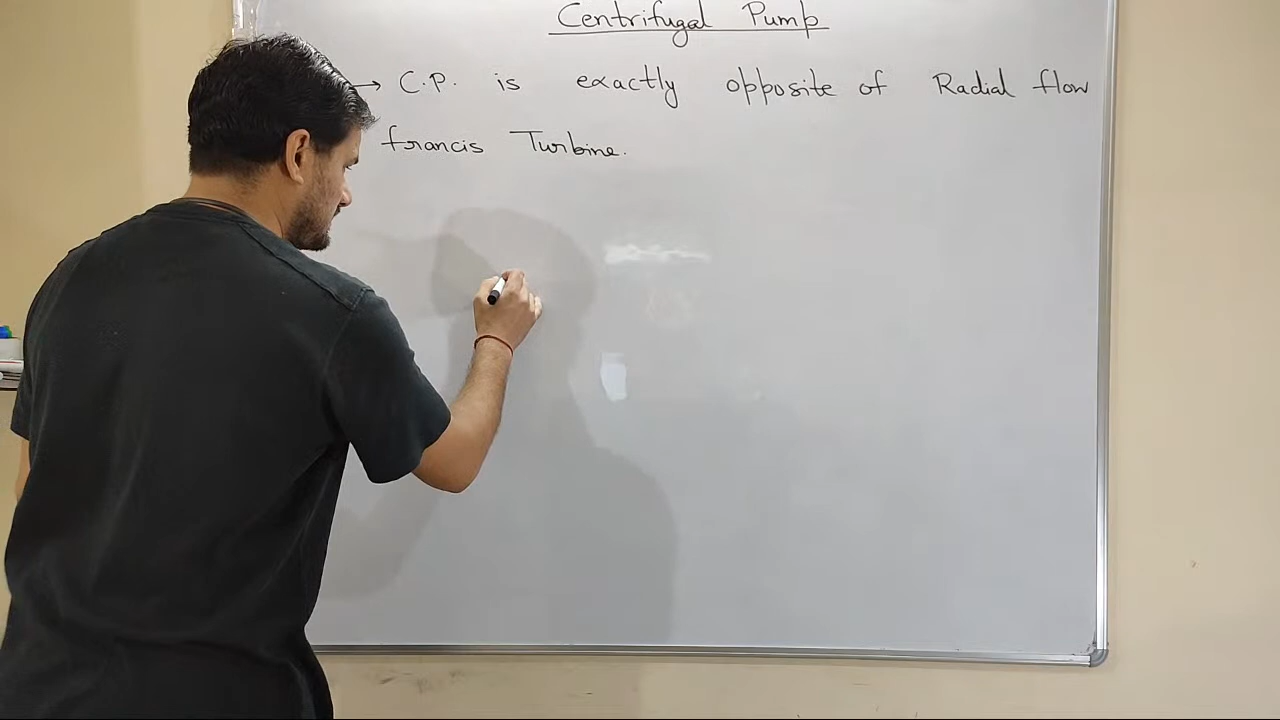 Centrifugal Pump
→ C.P. is exactly opposite of Radial flow
francis Turbine.